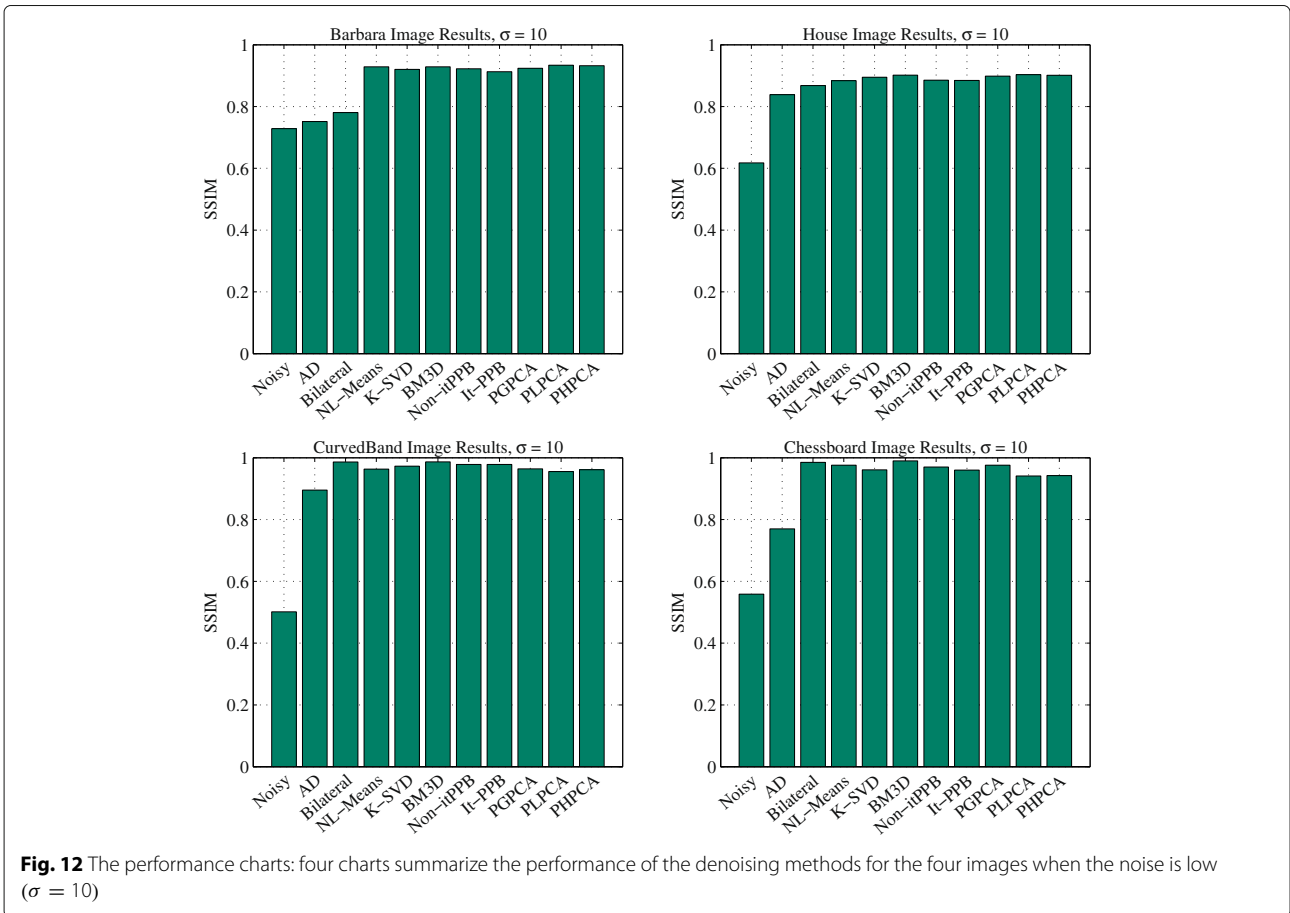 Barbara Image Results, σ = 10
1
0.8
0.6
0.4
0.2
0
SSIM
Noisy
AD
Bilateral
NL−Means
K−SVD
BM3D
Non−itPPB
It−PPB
PGPCA
PLPCA
PHPCA
House Image Results, σ = 10
1
0.8
0.6
0.4
0.2
0
SSIM
Noisy
AD
Bilateral
NL−Means
K−SVD
BM3D
Non−itPPB
It−PPB
PGPCA
PLPCA
PHPCA
CurvedBand Image Results, σ = 10
1
0.8
0.6
0.4
0.2
0
SSIM
Noisy
AD
Bilateral
NL−Means
K−SVD
BM3D
Non−itPPB
It−PPB
PGPCA
PLPCA
PHPCA
Chessboard Image Results, σ = 10
1
0.8
0.6
0.4
0.2
0
SSIM
Noisy
AD
Bilateral
NL−Means
K−SVD
BM3D
Non−itPPB
It−PPB
PGPCA
PLPCA
PHPCA
Fig. 12 The performance charts: four charts summarize the performance of the denoising methods for the four images when the noise is low
(σ = 10)